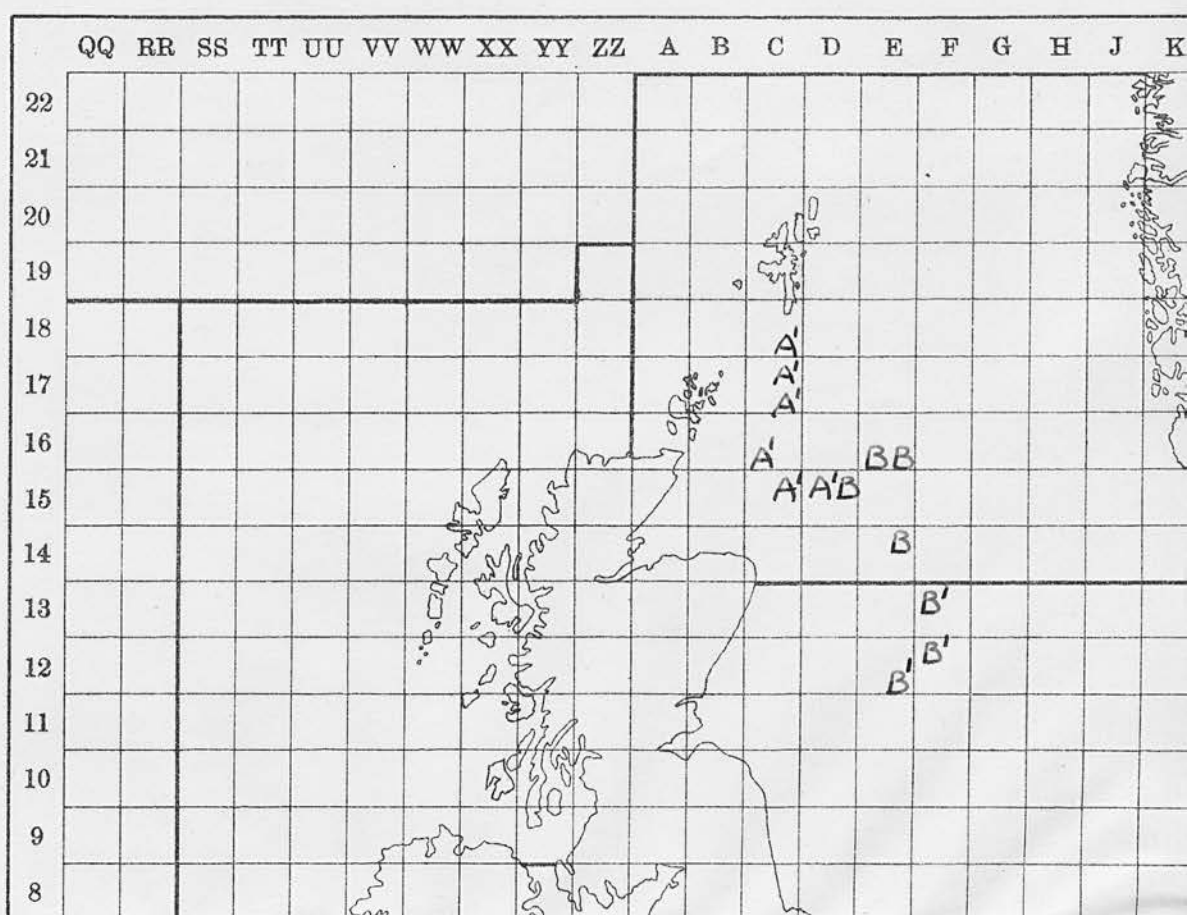 QQ RR SS TT UU VV WW XX YY ZZ A B C D E F G H J K
22
21
20
19
18
A'
17 A'
A'
16
A' B B
15 A' A' B
14 B
13 B'
12 B'
B'
11
10
9
8